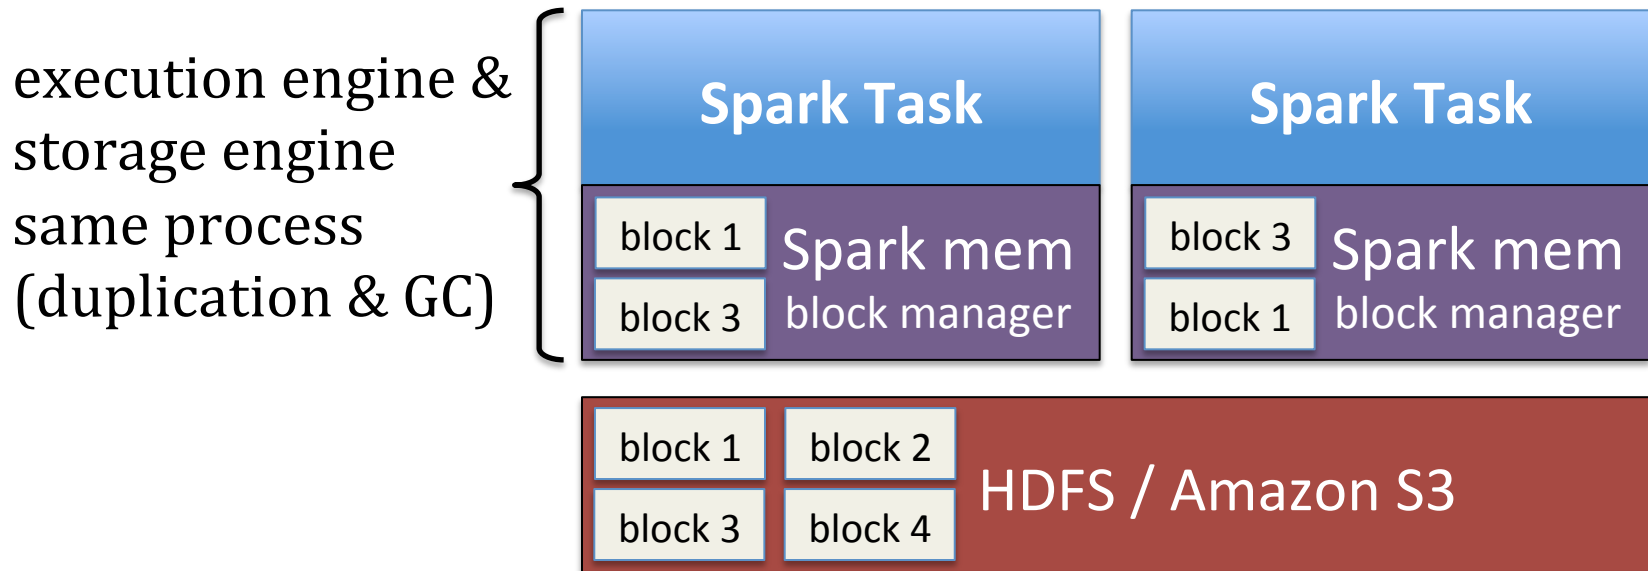 execution engine &
storage engine
same process
(duplication & GC)
Spark Task
block 1
block 3
Spark mem
block manager
Spark Task
block 3
block 1
Spark mem
block manager
block 1
block 2
block 3
block 4
HDFS / Amazon S3